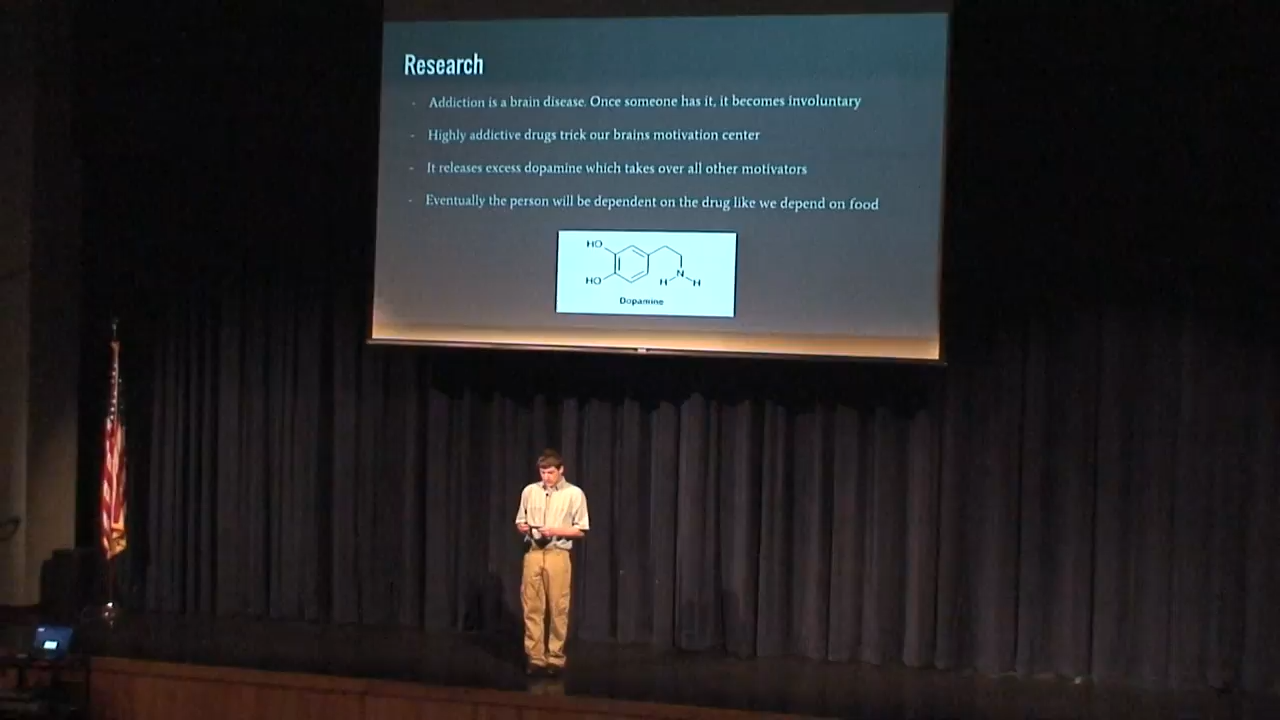 Research
- Addiction is a brain disease. Once someone has it, it becomes involuntary
- Highly addictive drugs trick our brains motivation center
- It releases excess dopamine which takes over all other motivators
- Eventually the person will be dependent on the drug like we depend on food
HO
HO
N
H H
Dopamine